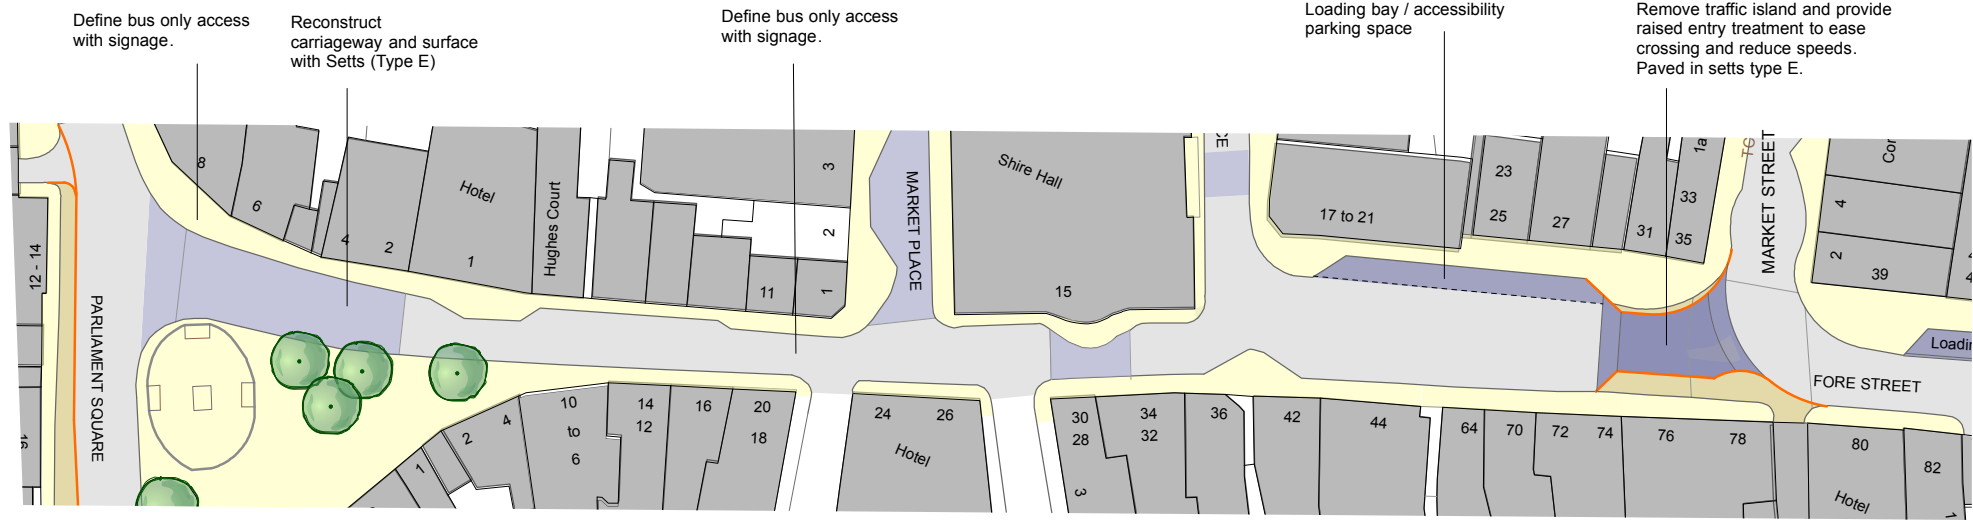 Define bus only access
with signage.
Reconstruct
carriageway and surface
with Setts (Type E)
Define bus only access
with signage.
Loading bay / accessibility
parking space
Remove traffic island and provide
raised entry treatment to ease
crossing and reduce speeds.
Paved in setts type E.
8
6
4
2
Hotel
1
Hughes Court
3
2
11
1
MARKET PLACE
Shire Hall
15
17 to 21
23
25
27
31
33
35
1a
MARKET STREET
4
2
39
12 - 14
PARLIAMENT SQUARE
FORE STREET
1
2
4
10
to
6
14
12
16
20
18
24
26
Hotel
30
28
3
34
32
36
42
44
64
70
72
74
76
78
80
Hotel
82
1